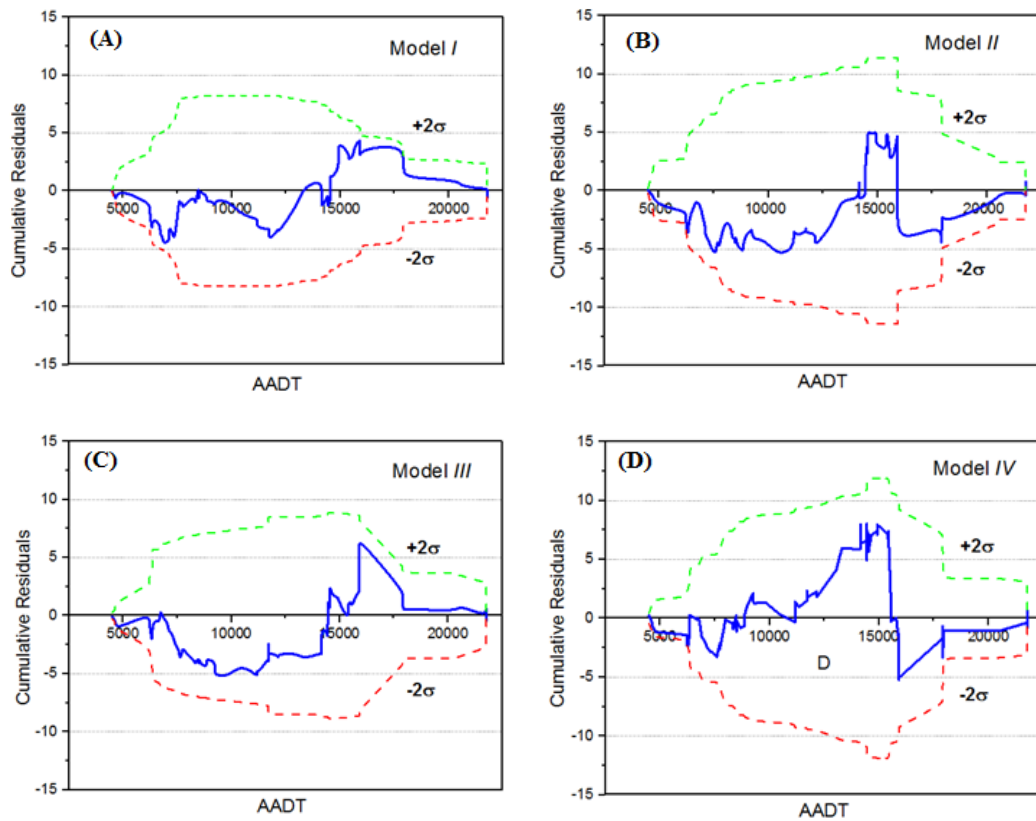 (A)
Model I
15
10
5
0
-5
-10
-15
+2σ
-2σ
5000 10000 15000 20000
Cumulative Residuals
AADT
(B)
Model II
15
10
5
0
-5
-10
-15
+2σ
-2σ
5000 10000 15000 20000
Cumulative Residuals
AADT
(C)
Model III
15
10
5
0
-5
-10
-15
+2σ
-2σ
5000 10000 15000 20000
Cumulative Residuals
AADT
(D)
Model IV
15
10
5
0
-5
-10
-15
+2σ
-2σ
5000 10000 15000 20000
D
Cumulative Residuals
AADT